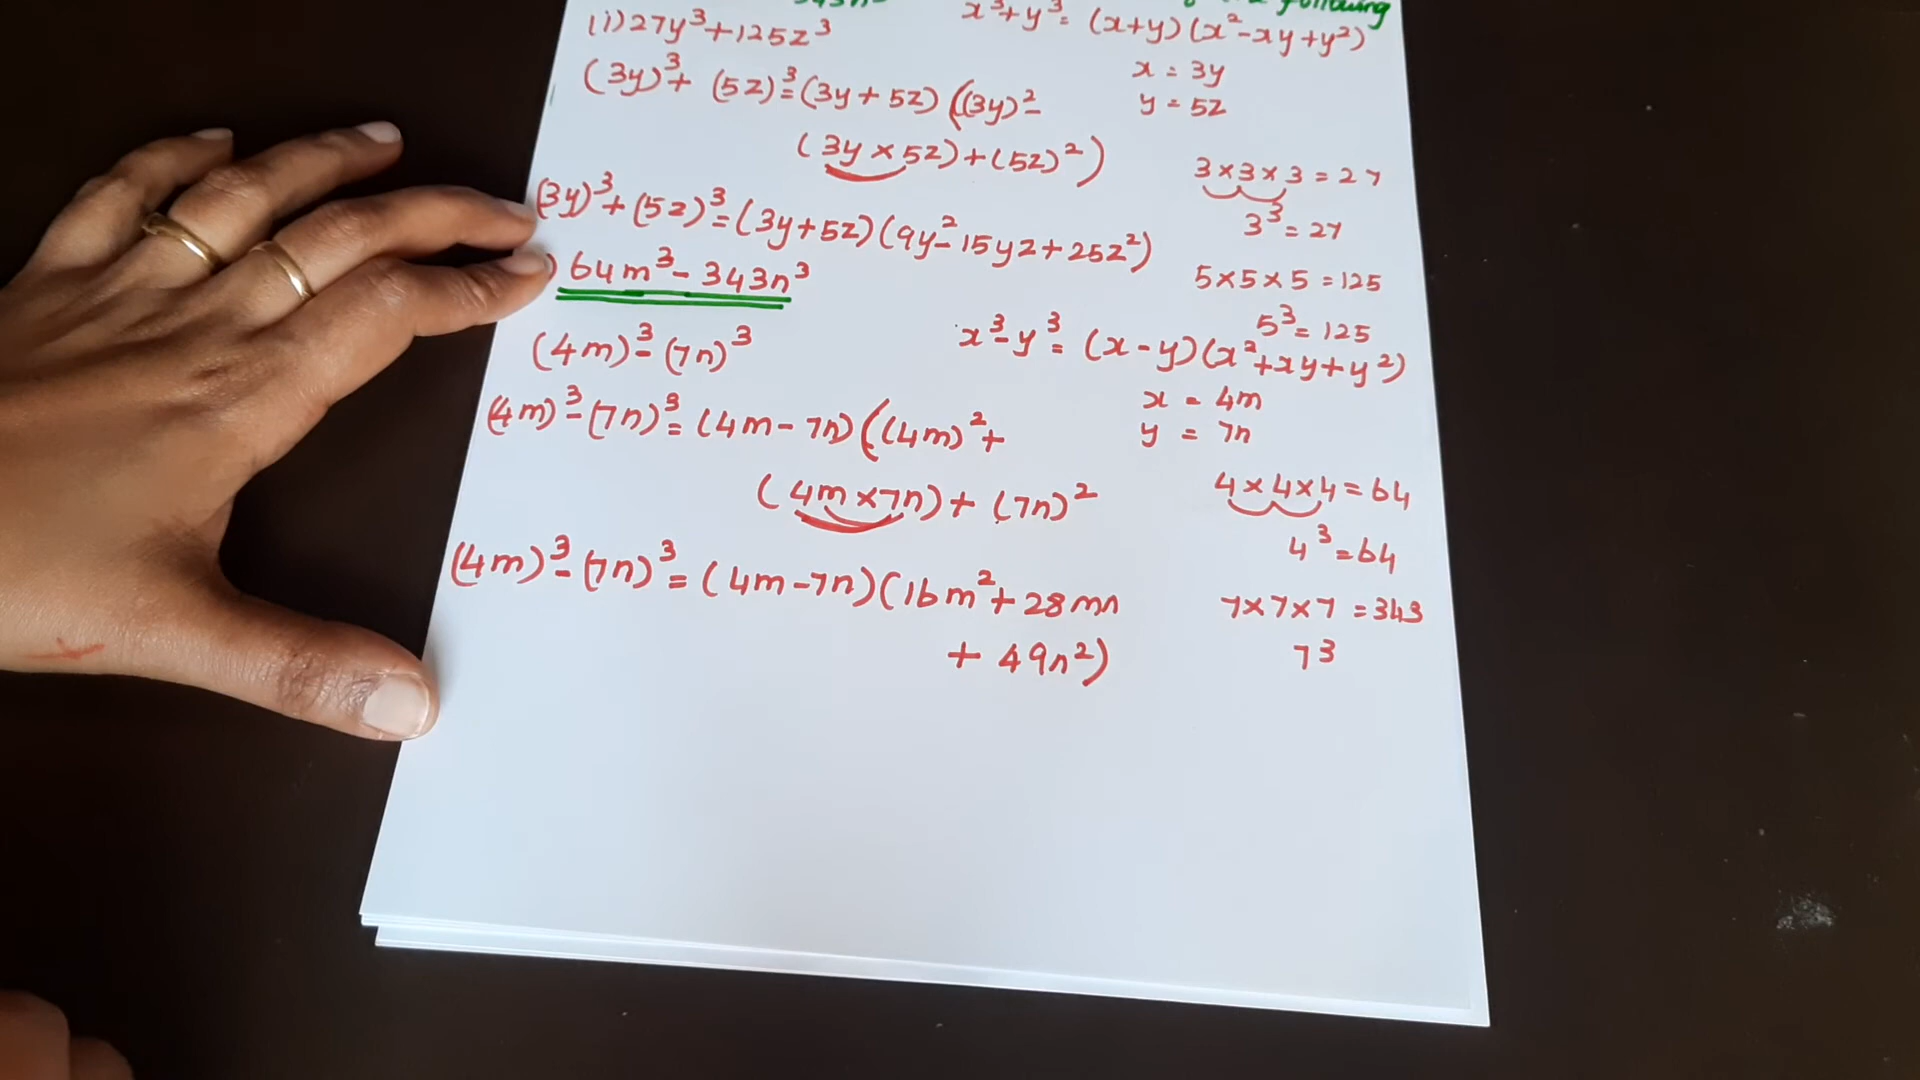 following
(i) 27y³+125z³
x³+y³= (x+y)(x²-xy+y²)
x = 3y
(3y)³+ (5z)³=(3y+5z)((3y)²-
y = 5z
(3y×5z)+(5z)²)
3×3×3=27
(3y)³+(5z)³=(3y+5z)(9y²-15yz+25z²)
3³=27
) 64m³-343n³
5×5×5=125
5³=125
(4m)³-(7n)³
x³-y³= (x-y)(x²+xy+y²)
x = 4m
(4m)³-(7n)³=(4m-7n)((4m)²+
y = 7n
(4m×7n)+(7n)²
4×4×4=64
4³=64
(4m)³-(7n)³=(4m-7n)(16m²+28mn
7×7×7=343
+ 49n²)
7³